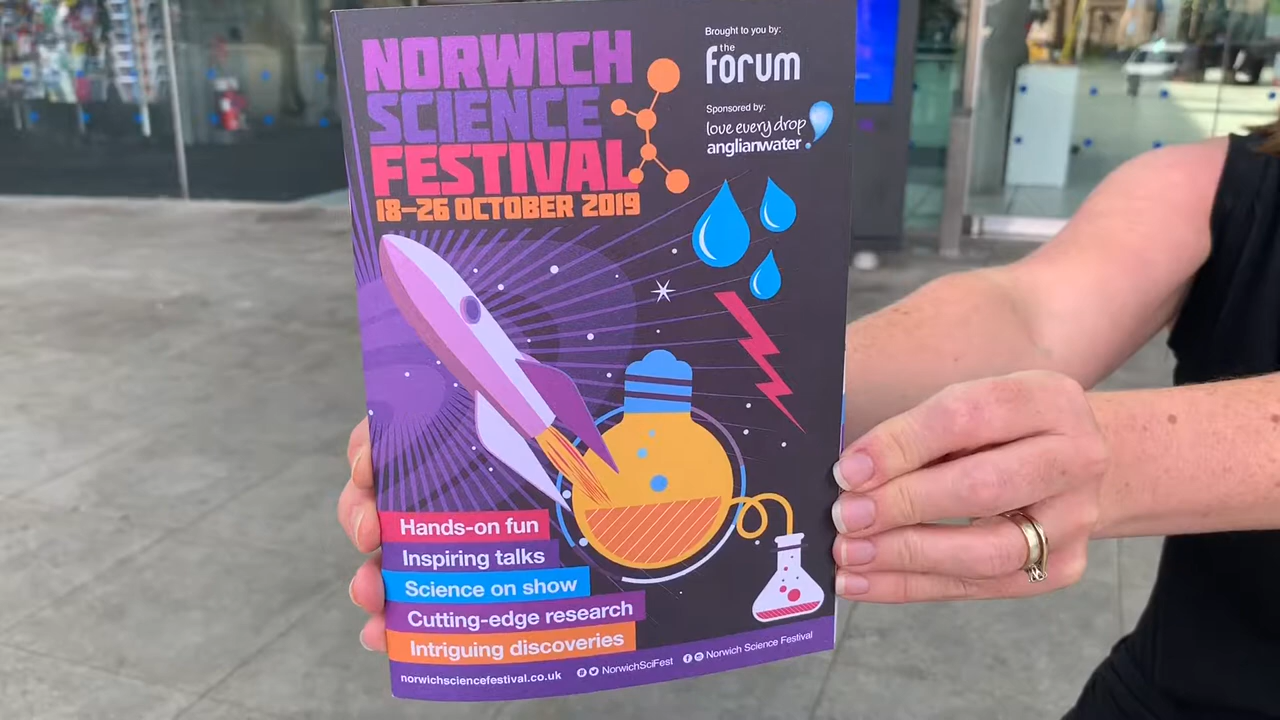 NORWICH
SCIENCE
FESTIVAL
18–26 OCTOBER 2019
Brought to you by:
the
forum
Sponsored by:
love every drop
anglianwater
Hands-on fun
Inspiring talks
Science on show
Cutting-edge research
Intriguing discoveries
norwichsciencefestival.co.uk NorwichSciFest Norwich Science Festival